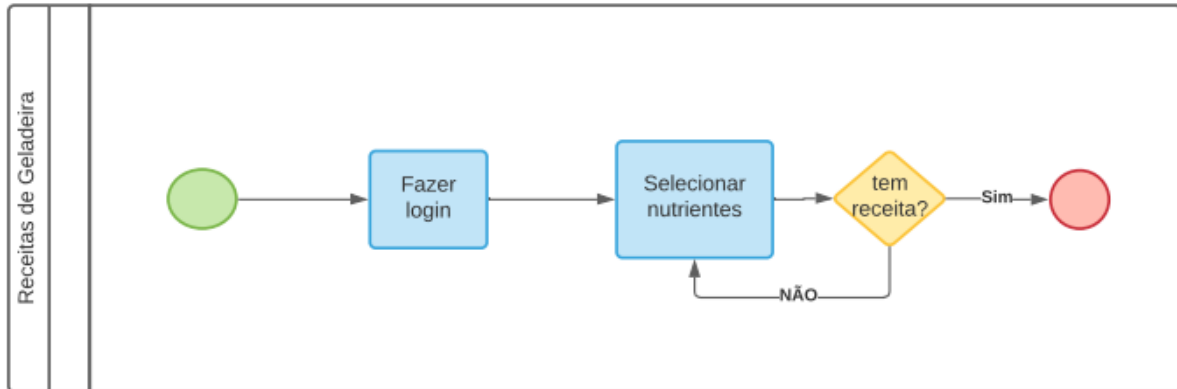 Receitas de Geladeira
Fazer
login
Selecionar
nutrientes
tem
receita?
Sim
NÃO